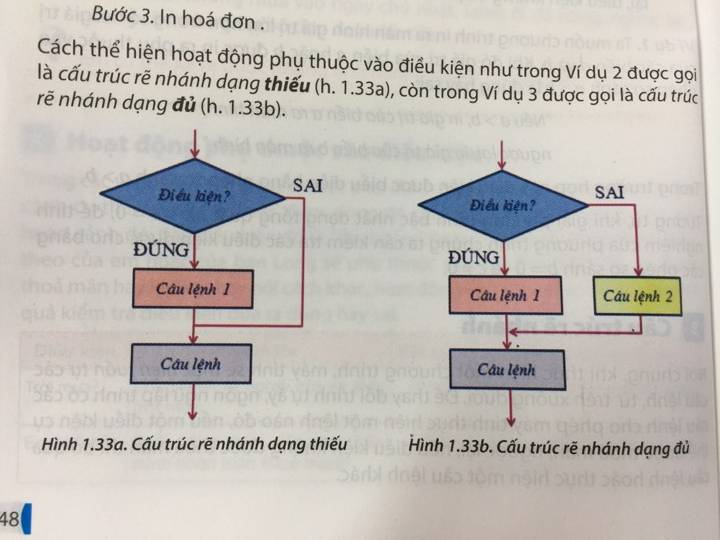 Bước 3. In hoá đơn .
Cách thể hiện hoạt động phụ thuộc vào điều kiện như trong Ví dụ 2 được gọi
là cấu trúc rẽ nhánh dạng thiếu (h. 1.33a), còn trong Ví dụ 3 được gọi là cấu trúc
rẽ nhánh dạng đủ (h. 1.33b).
Điều kiện?
SAI
ĐÚNG
Câu lệnh 1
Câu lệnh
Điều kiện?
SAI
ĐÚNG
Câu lệnh 1
Câu lệnh 2
Câu lệnh
Hình 1.33a. Cấu trúc rẽ nhánh dạng thiếu
Hình 1.33b. Cấu trúc rẽ nhánh dạng đủ
48